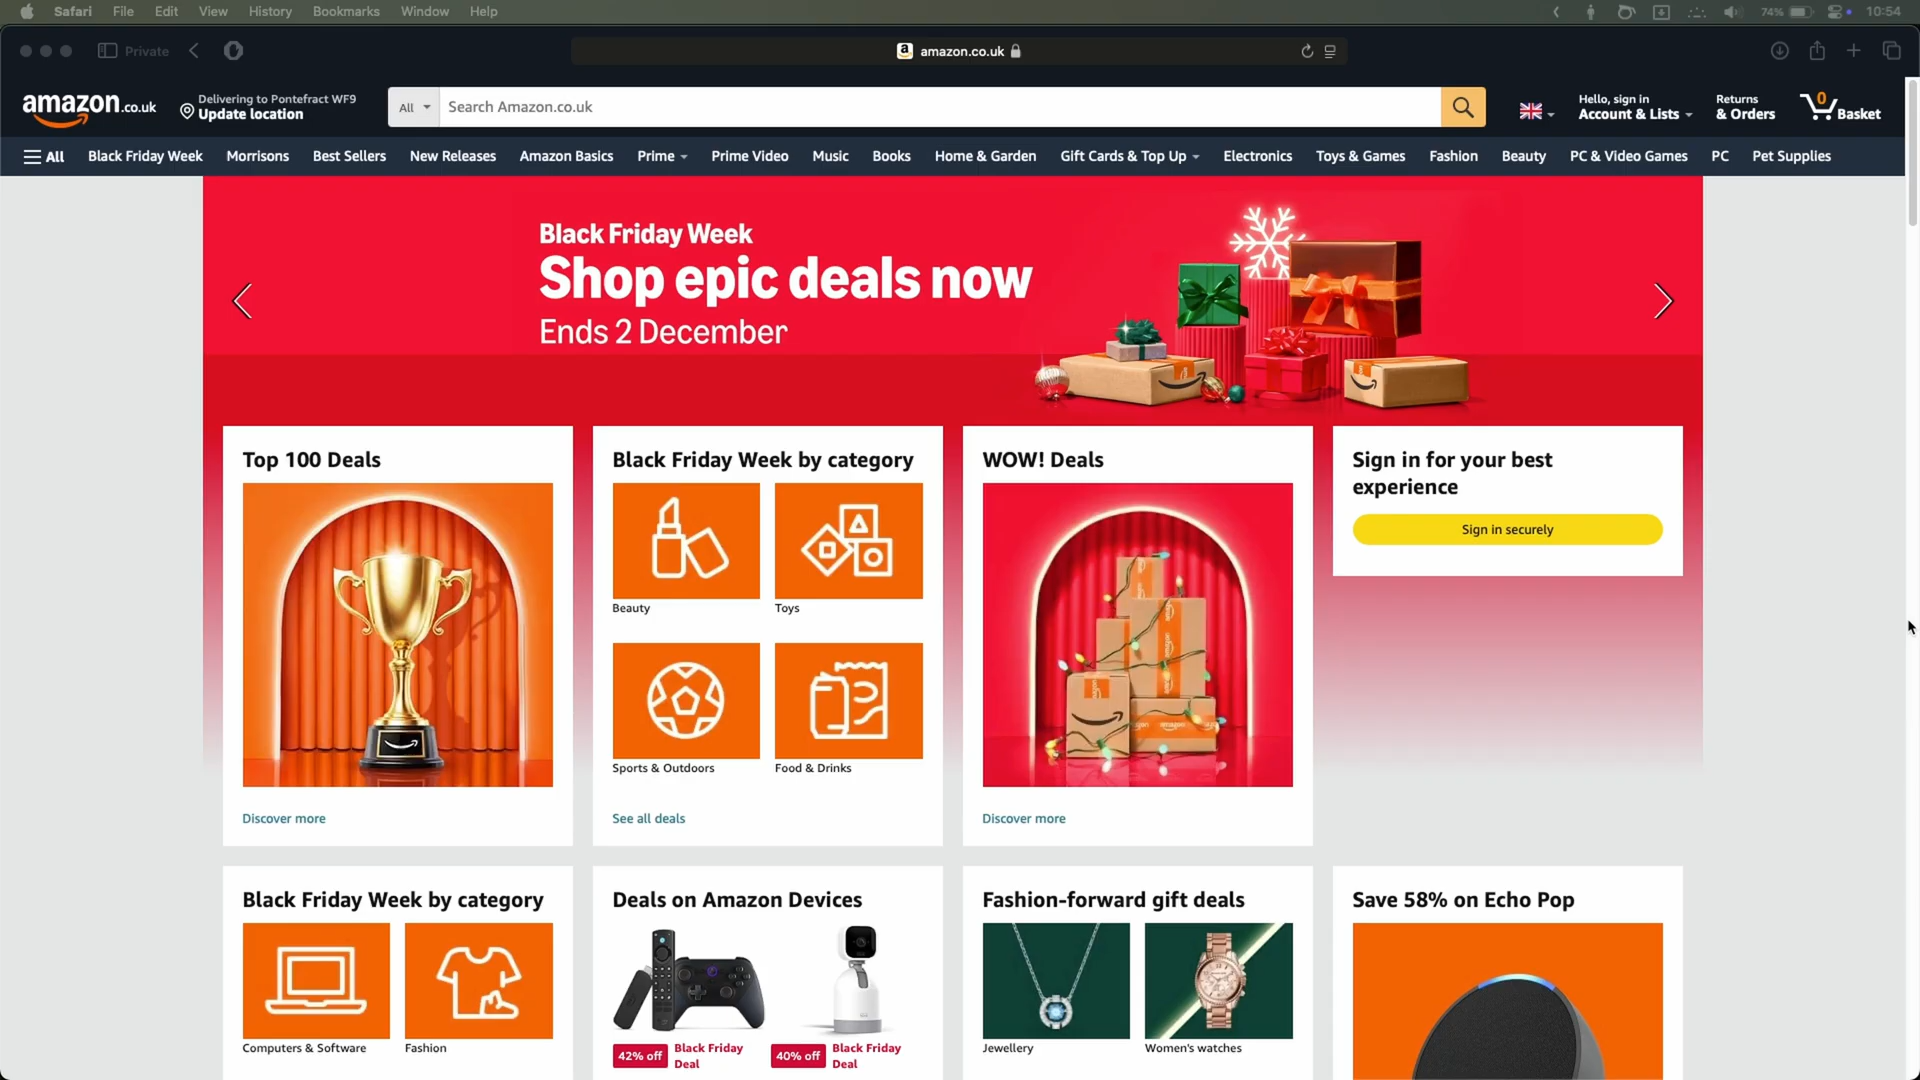 Safari File Edit View History Bookmarks Window Help
74% 10:54
Private
amazon.co.uk
amazon.co.uk
Delivering to Pontefract WF9
Update location
All
Search Amazon.co.uk
Hello, sign in
Account & Lists
Returns
& Orders
0
Basket
All Black Friday Week Morrisons Best Sellers New Releases Amazon Basics Prime Prime Video Music Books Home & Garden Gift Cards & Top Up Electronics Toys & Games Fashion Beauty PC & Video Games PC Pet Supplies
Black Friday Week
Shop epic deals now
Ends 2 December
Top 100 Deals
Discover more
Black Friday Week by category
Beauty
Toys
Sports & Outdoors
Food & Drinks
See all deals
WOW! Deals
Discover more
Sign in for your best
experience
Sign in securely
Black Friday Week by category
Computers & Software
Fashion
Deals on Amazon Devices
42% off
Black Friday
Deal
40% off
Black Friday
Deal
Fashion-forward gift deals
Jewellery
Women's watches
Save 58% on Echo Pop